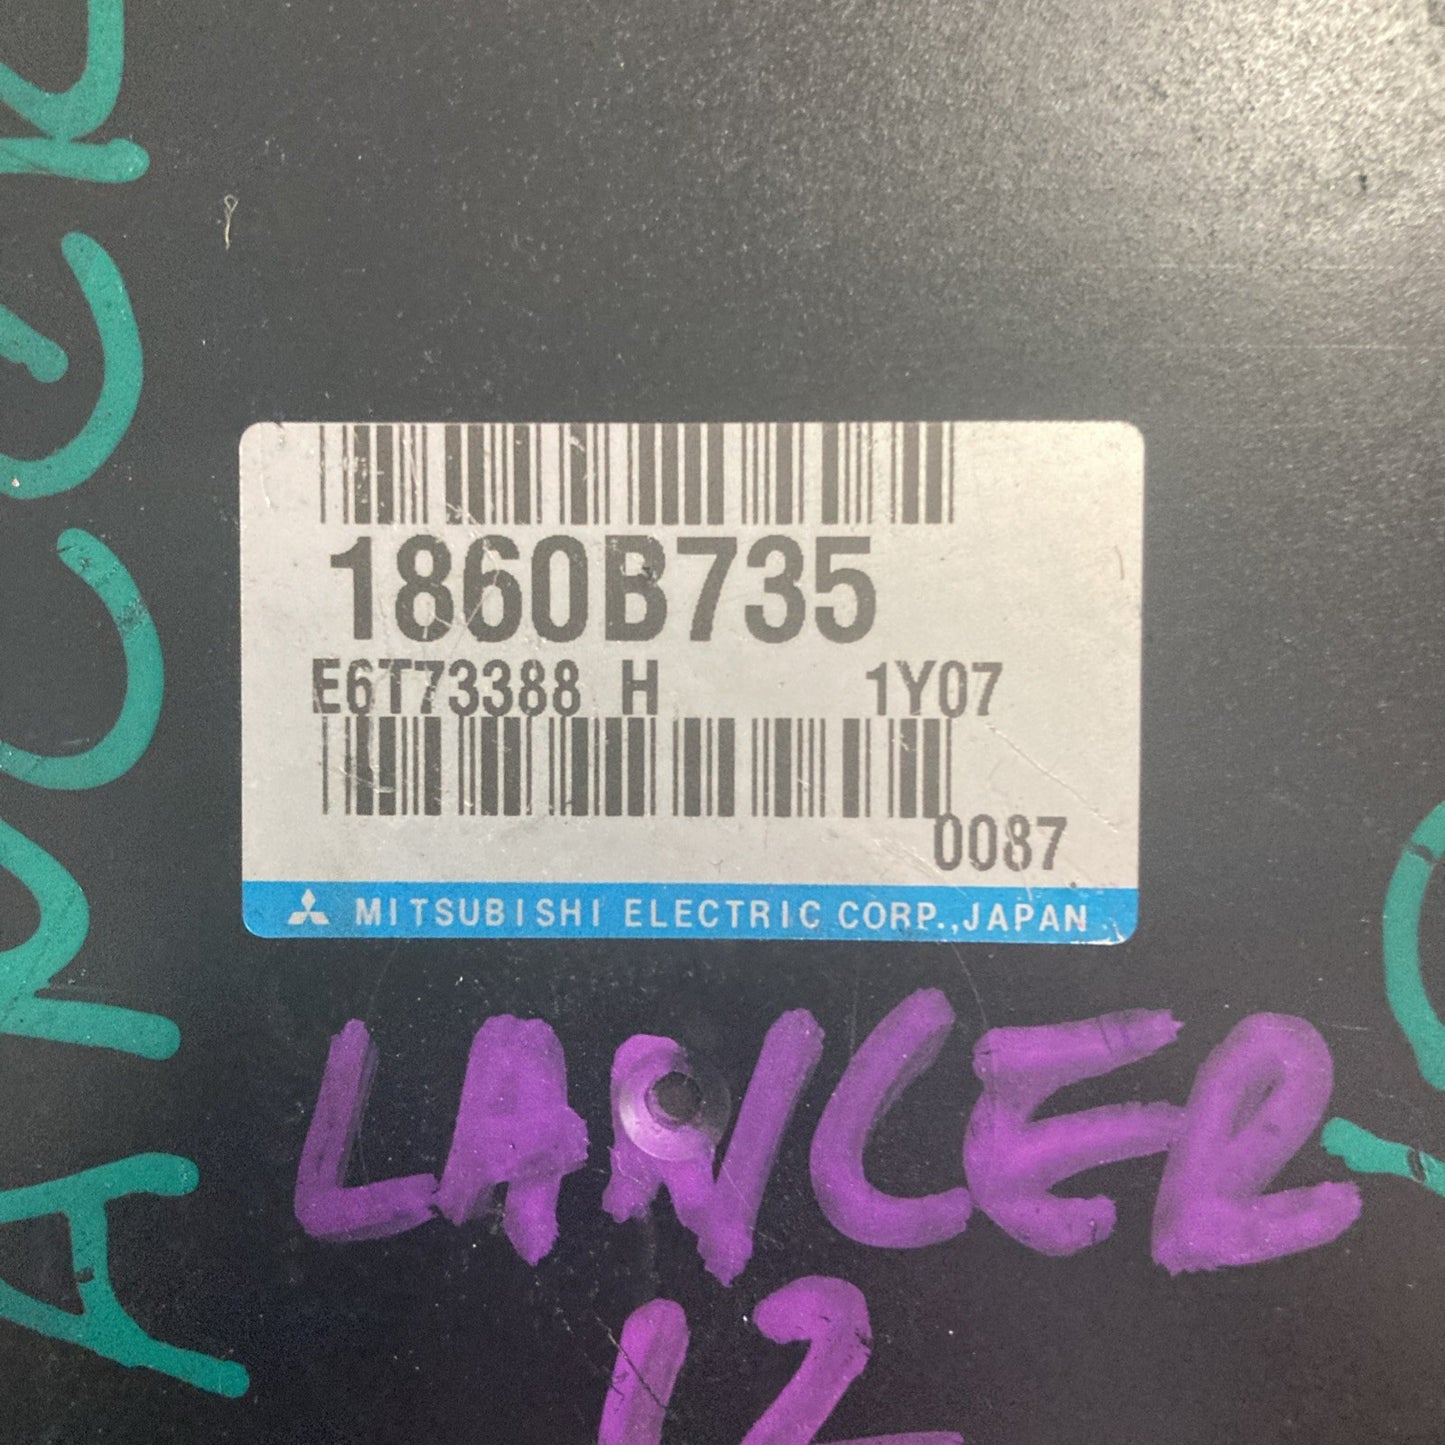 1860B735
E6T73388 H 1Y07
0087
MITSUBISHI ELECTRIC CORP., JAPAN
LANCER
12